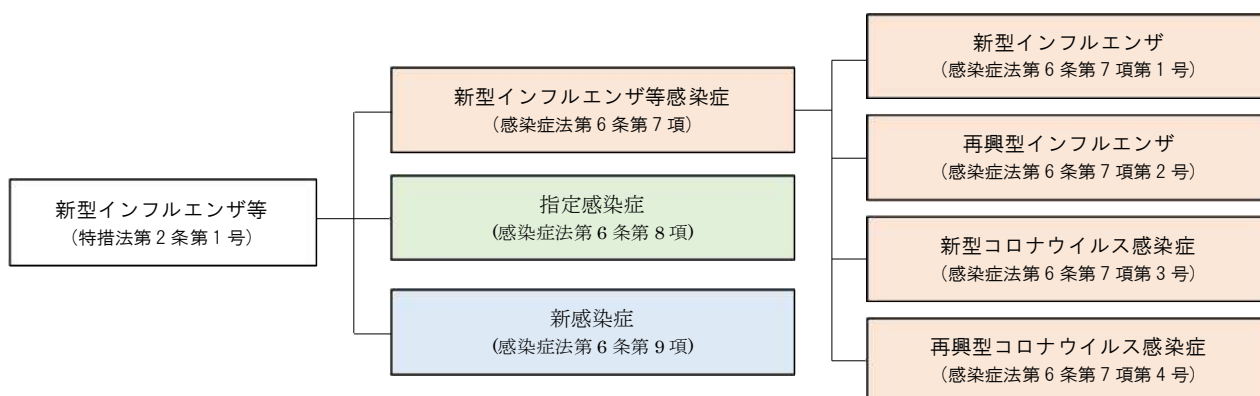 新型インフルエンザ等
（特措法第２条第１号）
新型インフルエンザ等感染症
（感染症法第６条第７項）
指定感染症
(感染症法第 6 条第 8 項)
新感染症
(感染症法第 6 条第 9 項)
新型インフルエンザ
（感染症法第６条第７項第１号）
再興型インフルエンザ
（感染症法第６条第７項第２号）
新型コロナウイルス感染症
（感染症法第６条第７項第３号）
再興型コロナウイルス感染症
（感染症法第６条第７項第４号）